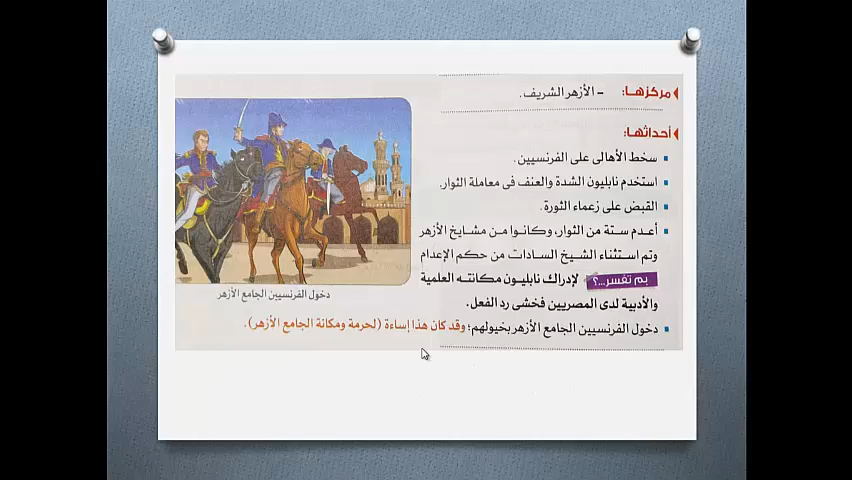 مركزها: - الأزهر الشريف.
أحداثها:
سخط الأهالى على الفرنسيين.
استخدم نابليون الشدة والعنف فى معاملة الثوار.
القبض على زعماء الثورة.
أعدم ستة من الثوار، وكانوا من مشايخ الأزهر
وتم استثناء الشيخ السادات من حكم الإعدام
بم تفسر...؟ لإدراك نابليون مكانته العلمية
والأدبية لدى المصريين فخشى رد الفعل.
دخول الفرنسيين الجامع الأزهر بخيولهم؛ وقد كان هذا إساءة (لحرمة ومكانة الجامع الأزهر).
دخول الفرنسيين الجامع الأزهر